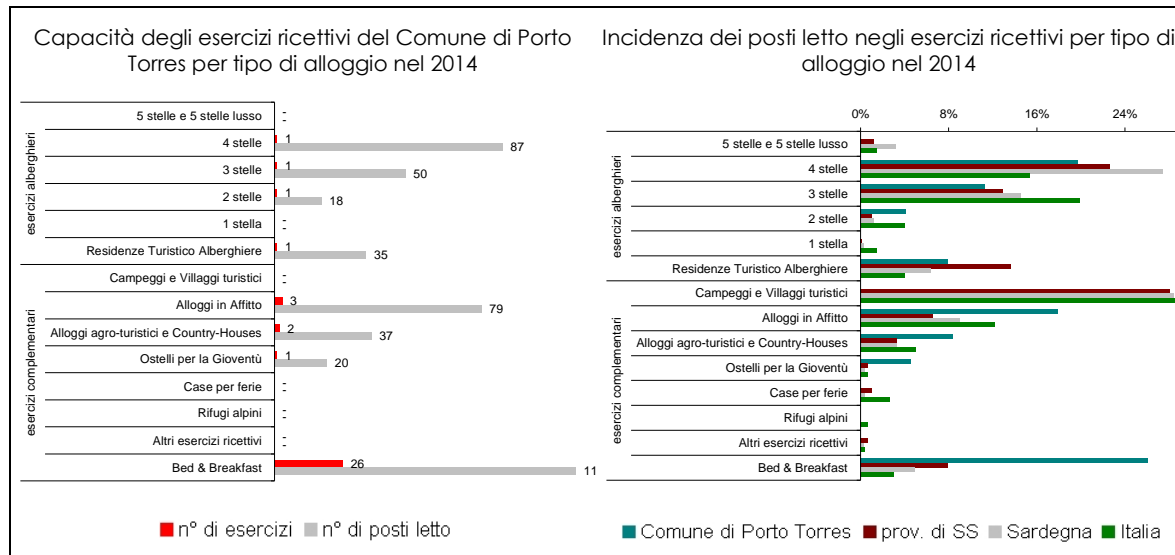 Capacità degli esercizi ricettivi del Comune di Porto
Torres per tipo di alloggio nel 2014
esercizi alberghieri
5 stelle e 5 stelle lusso
-
-
4 stelle
1
87
3 stelle
1
50
2 stelle
1
18
1 stella
-
-
Residenze Turistico Alberghiere
1
35
esercizi complementari
Campeggi e Villaggi turistici
-
-
Alloggi in Affitto
3
79
Alloggi agro-turistici e Country-Houses
2
37
Ostelli per la Gioventù
1
20
Case per ferie
-
-
Rifugi alpini
-
-
Altri esercizi ricettivi
-
-
Bed & Breakfast
26
11
n° di esercizi n° di posti letto
Incidenza dei posti letto negli esercizi ricettivi per tipo di
alloggio nel 2014
0% 8% 16% 24%
esercizi alberghieri
5 stelle e 5 stelle lusso
4 stelle
3 stelle
2 stelle
1 stella
Residenze Turistico Alberghiere
esercizi complementari
Campeggi e Villaggi turistici
Alloggi in Affitto
Alloggi agro-turistici e Country-Houses
Ostelli per la Gioventù
Case per ferie
Rifugi alpini
Altri esercizi ricettivi
Bed & Breakfast
Comune di Porto Torres prov. di SS Sardegna Italia